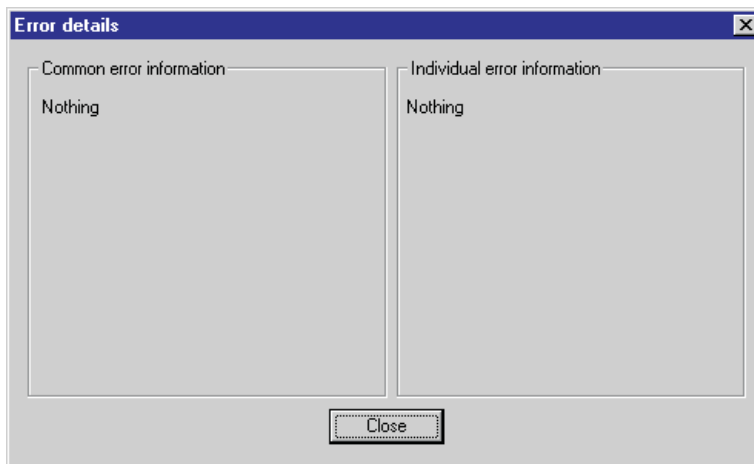 Error details
Common error information
Nothing
Individual error information
Nothing
Close